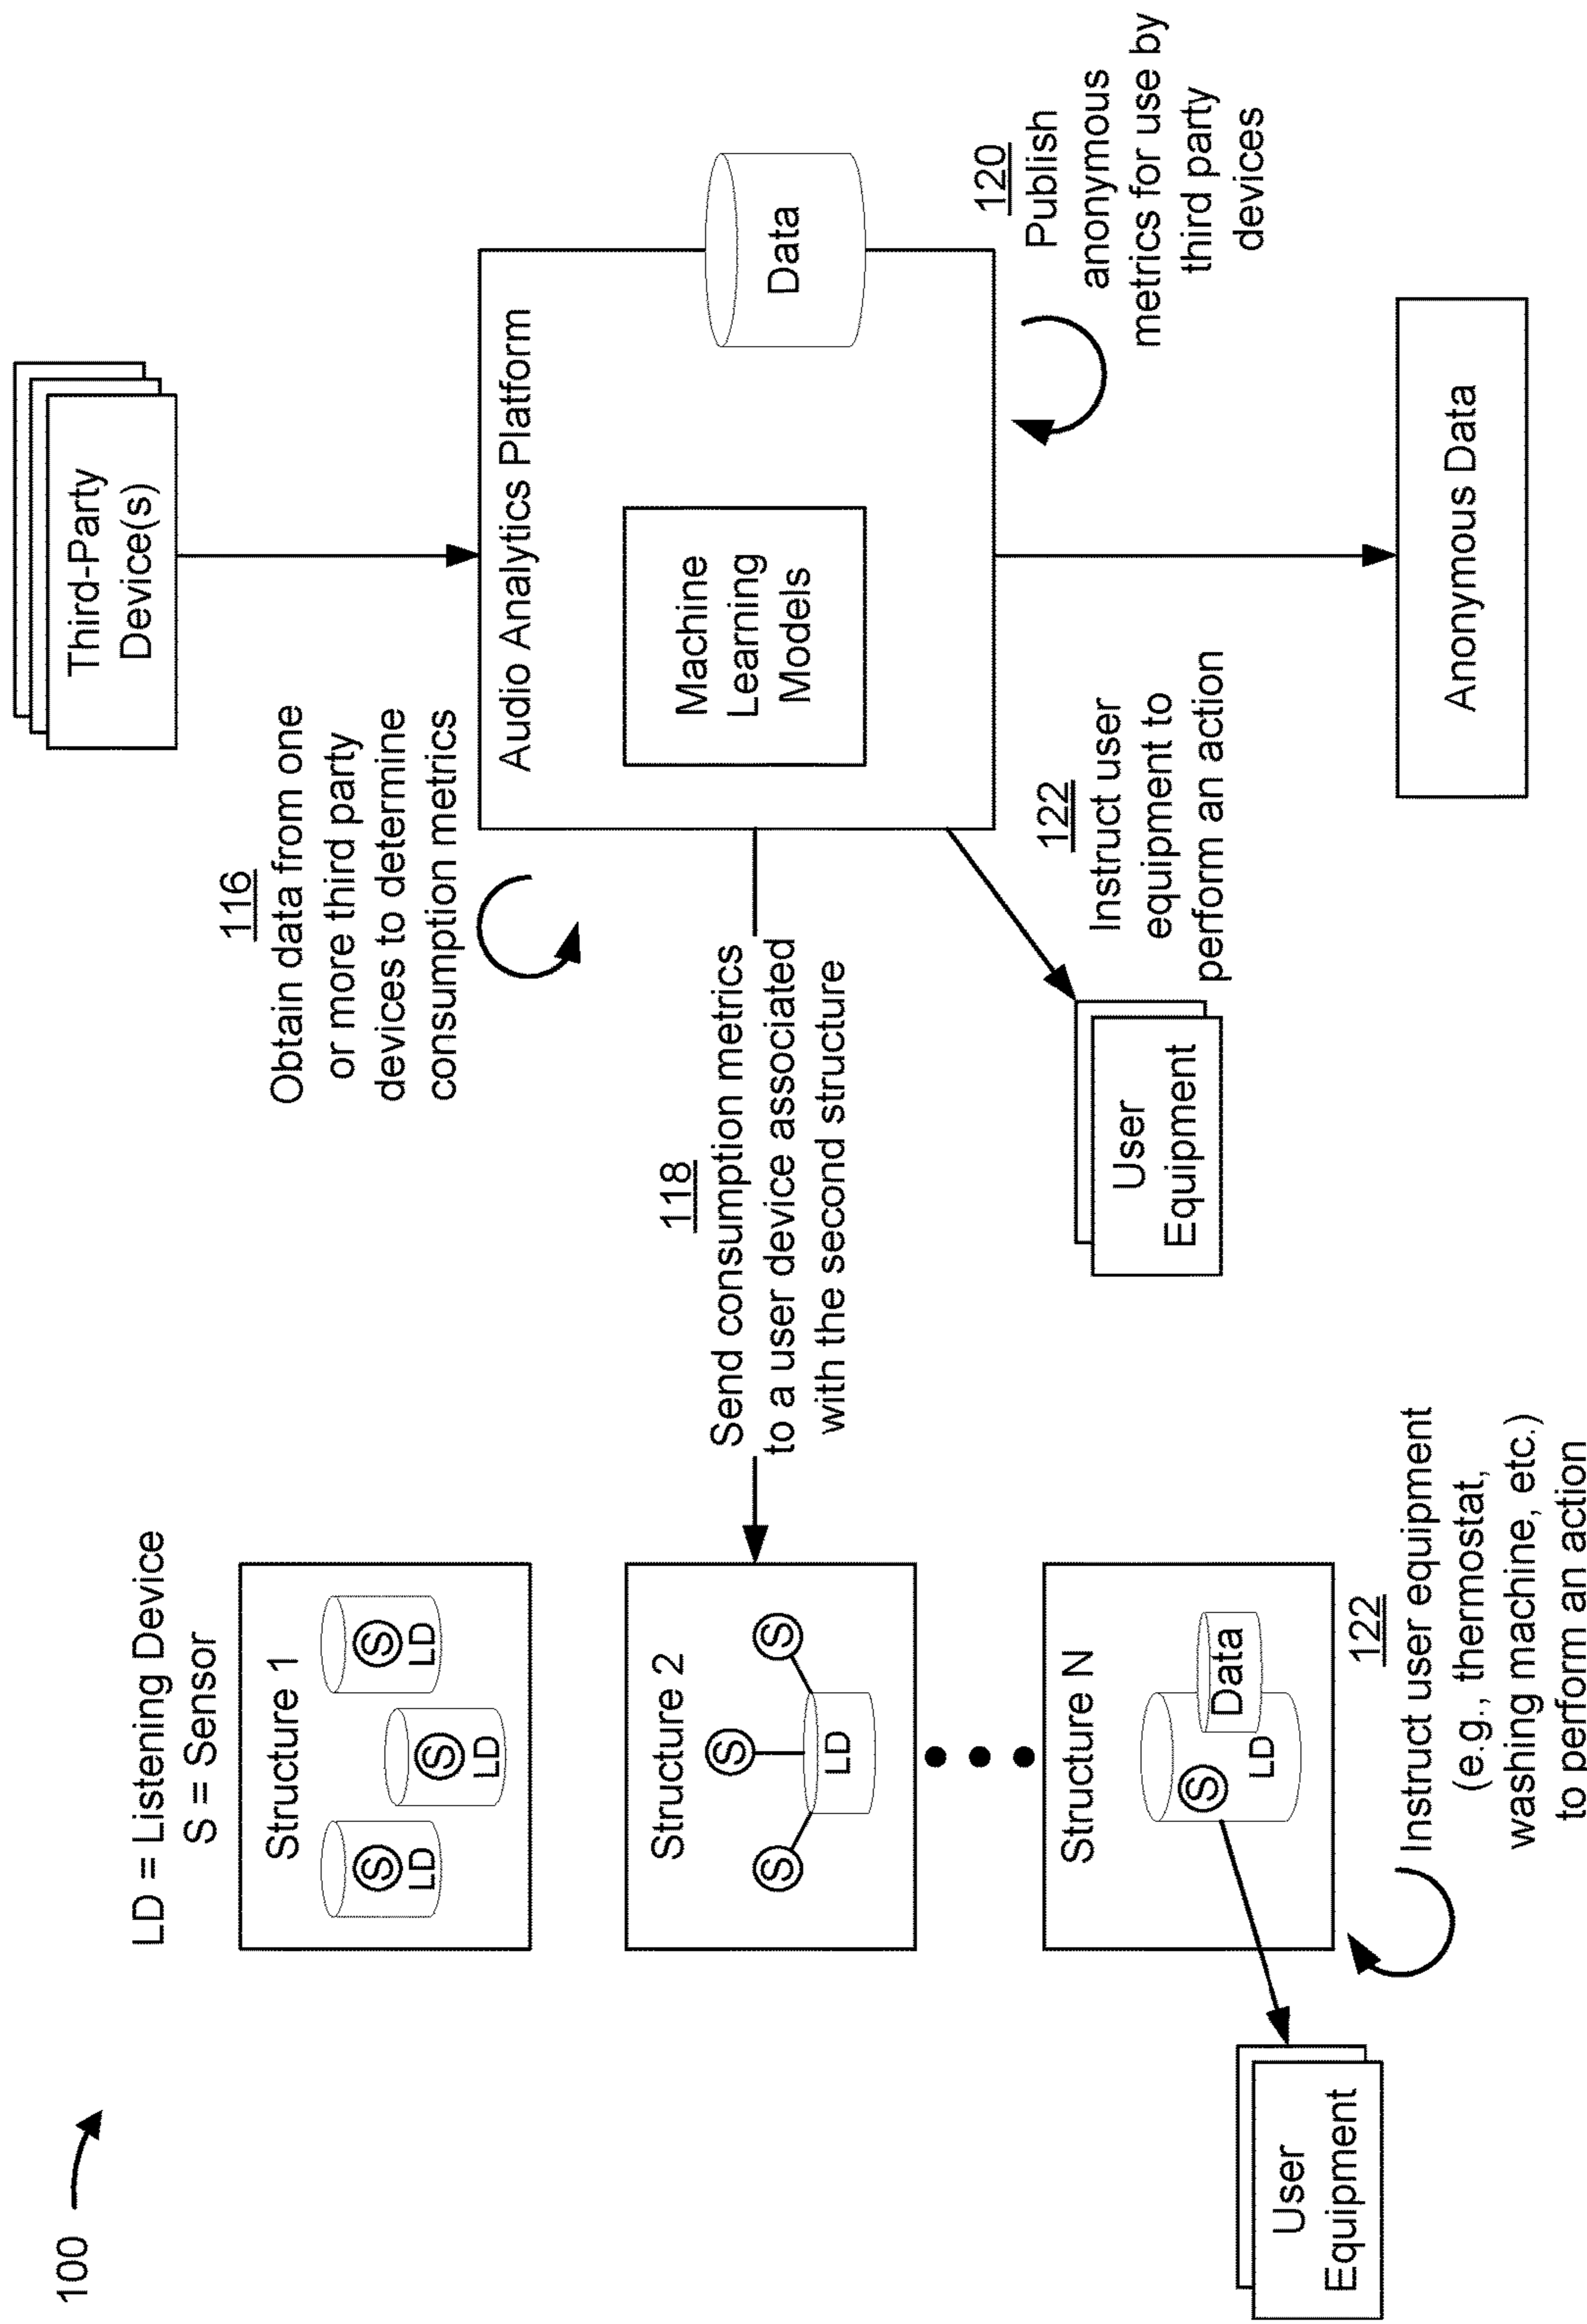 100
LD = Listening Device
S = Sensor
Structure 1
S
LD
S
LD
S
LD
Structure 2
S
S
S
LD
Structure N
S
LD
Data
122
Instruct user equipment
(e.g., thermostat,
washing machine, etc.)
to perform an action
User
Equipment
116
Obtain data from one
or more third party
devices to determine
consumption metrics
118
Send consumption metrics
to a user device associated
with the second structure
Third-Party
Device(s)
Audio Analytics Platform
Machine
Learning
Models
Data
122
Instruct user
equipment to
perform an action
User
Equipment
120
Publish
anonymous
metrics for use by
third party
devices
Anonymous Data